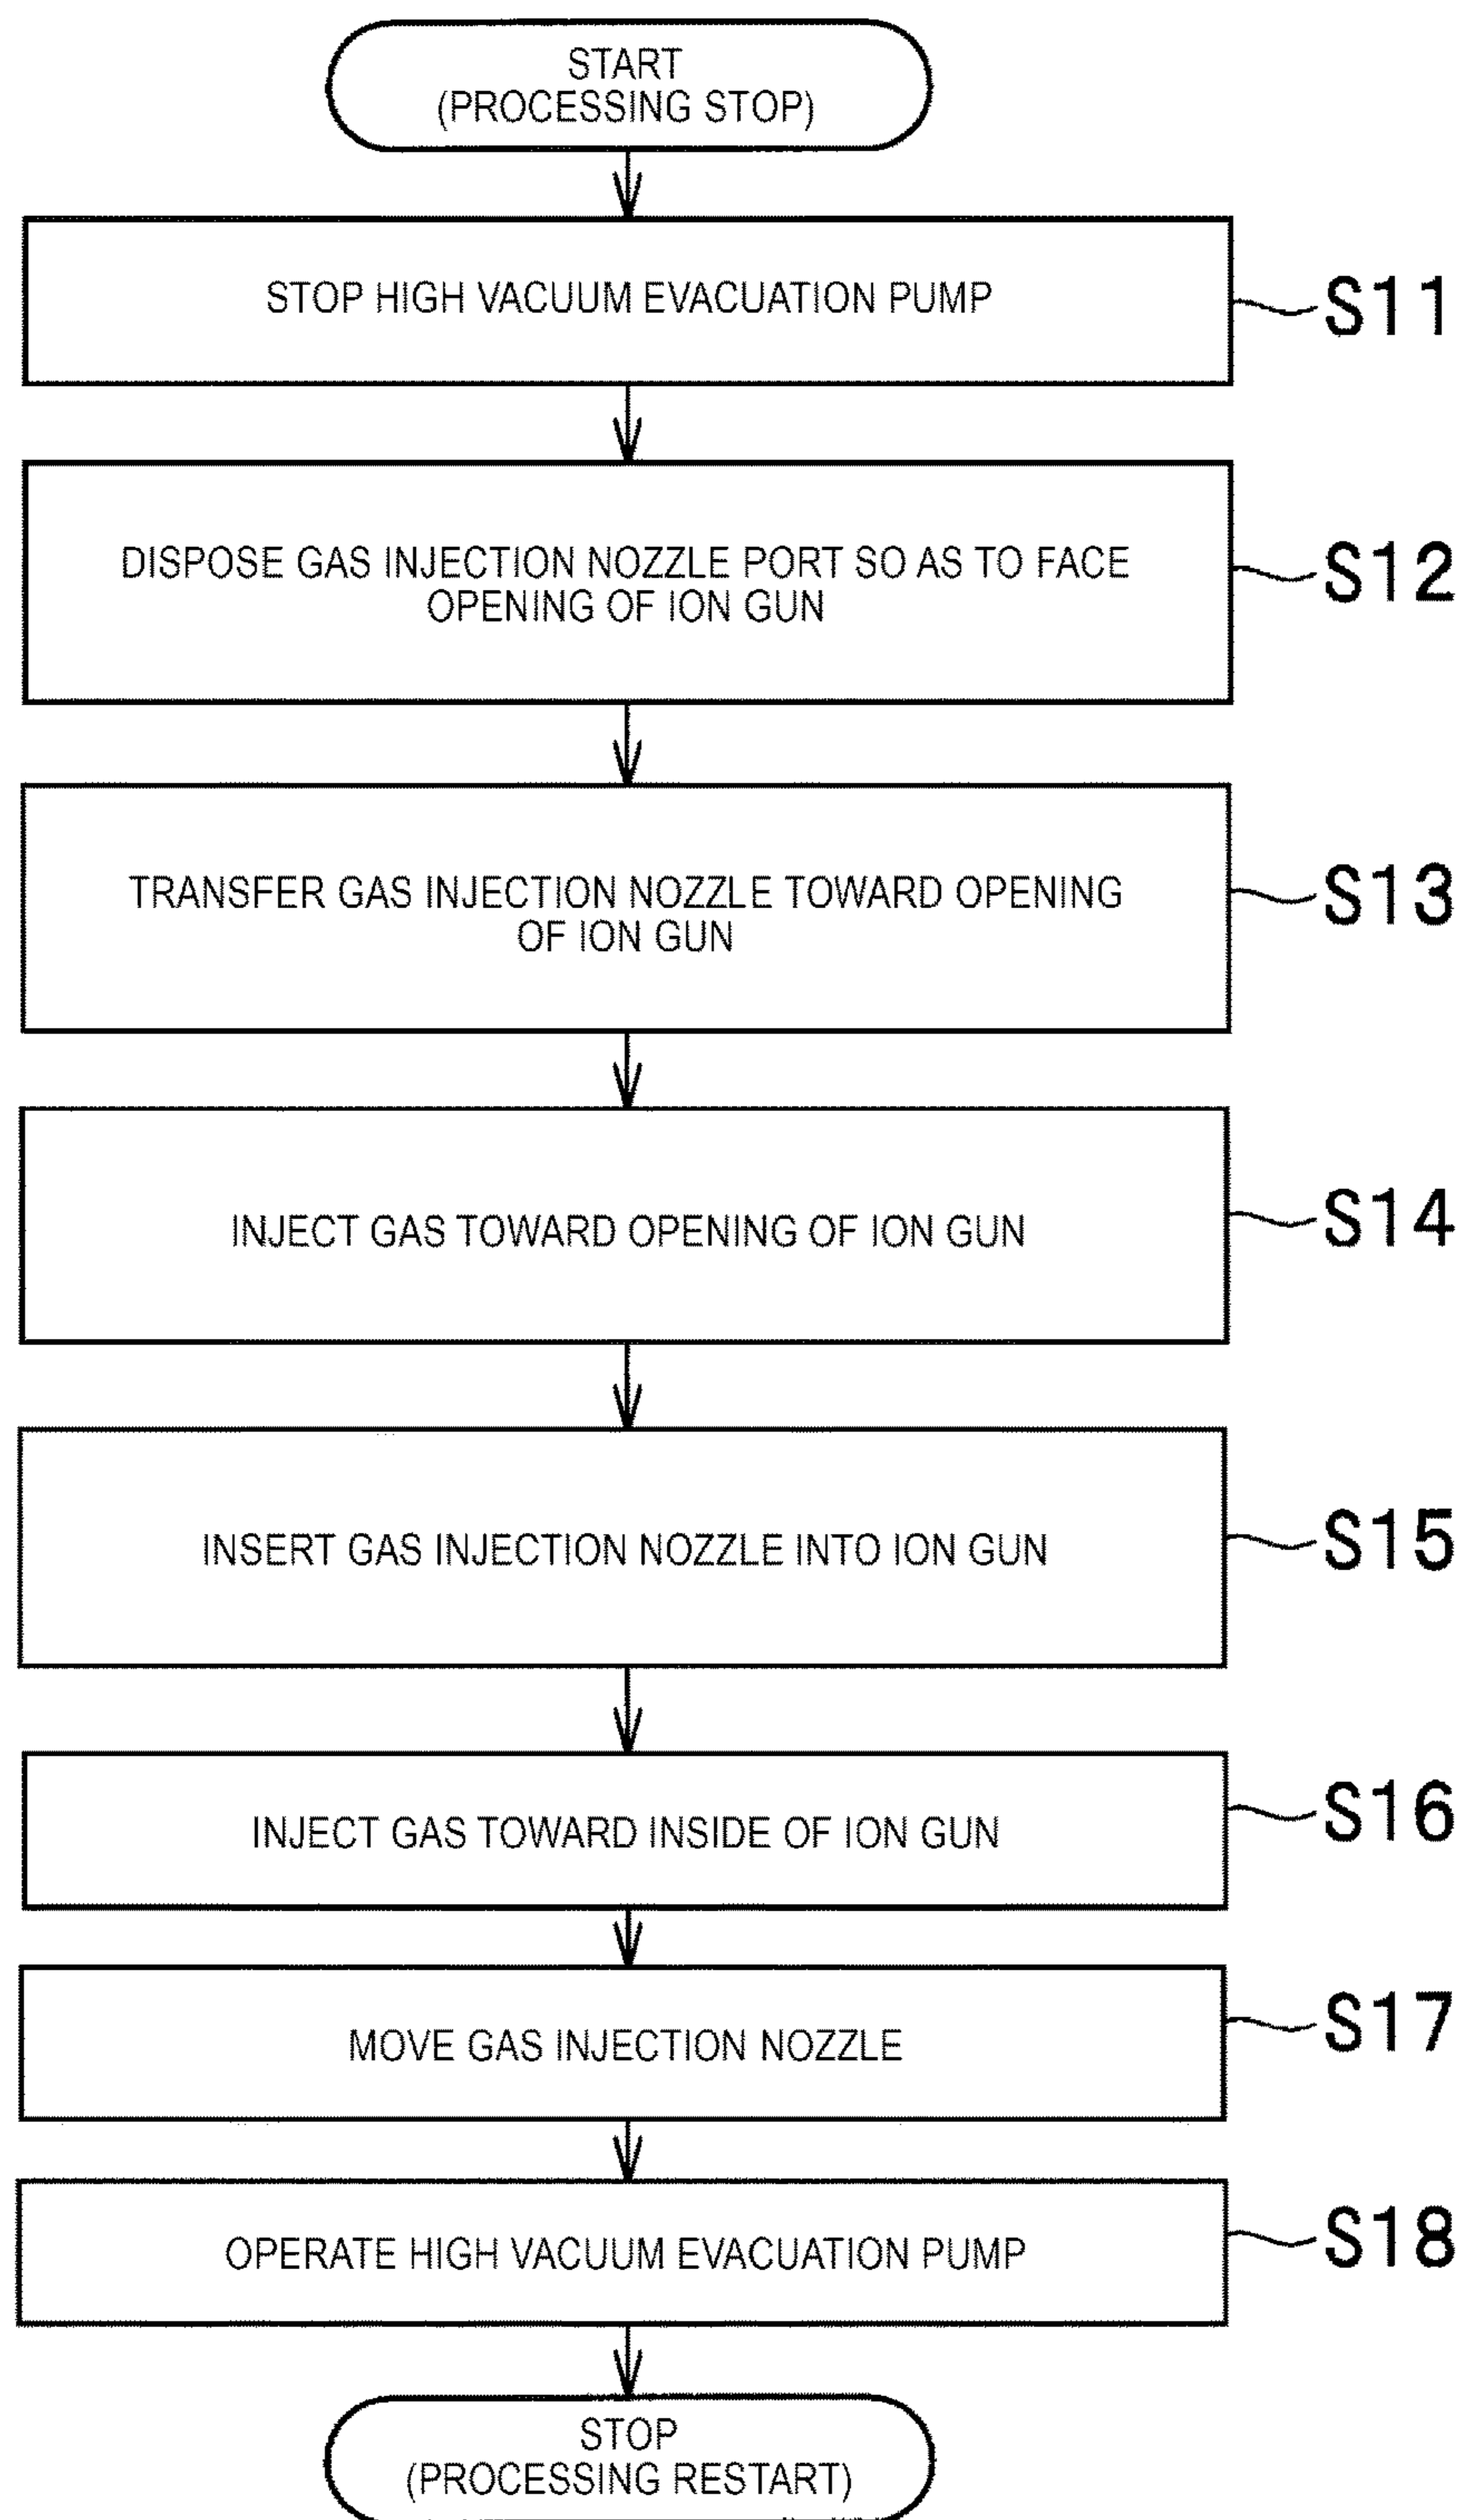 START
(PROCESSING STOP)
STOP HIGH VACUUM EVACUATION PUMP
S11
DISPOSE GAS INJECTION NOZZLE PORT SO AS TO FACE
OPENING OF ION GUN
S12
TRANSFER GAS INJECTION NOZZLE TOWARD OPENING
OF ION GUN
S13
INJECT GAS TOWARD OPENING OF ION GUN
S14
INSERT GAS INJECTION NOZZLE INTO ION GUN
S15
INJECT GAS TOWARD INSIDE OF ION GUN
S16
MOVE GAS INJECTION NOZZLE
S17
OPERATE HIGH VACUUM EVACUATION PUMP
S18
STOP
(PROCESSING RESTART)